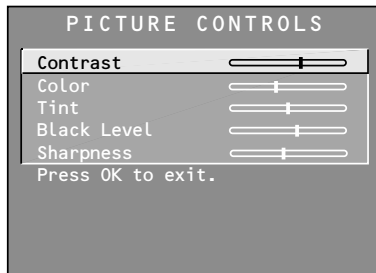 PICTURE CONTROLS
Contrast
Color
Tint
Black Level
Sharpness
Press OK to exit.